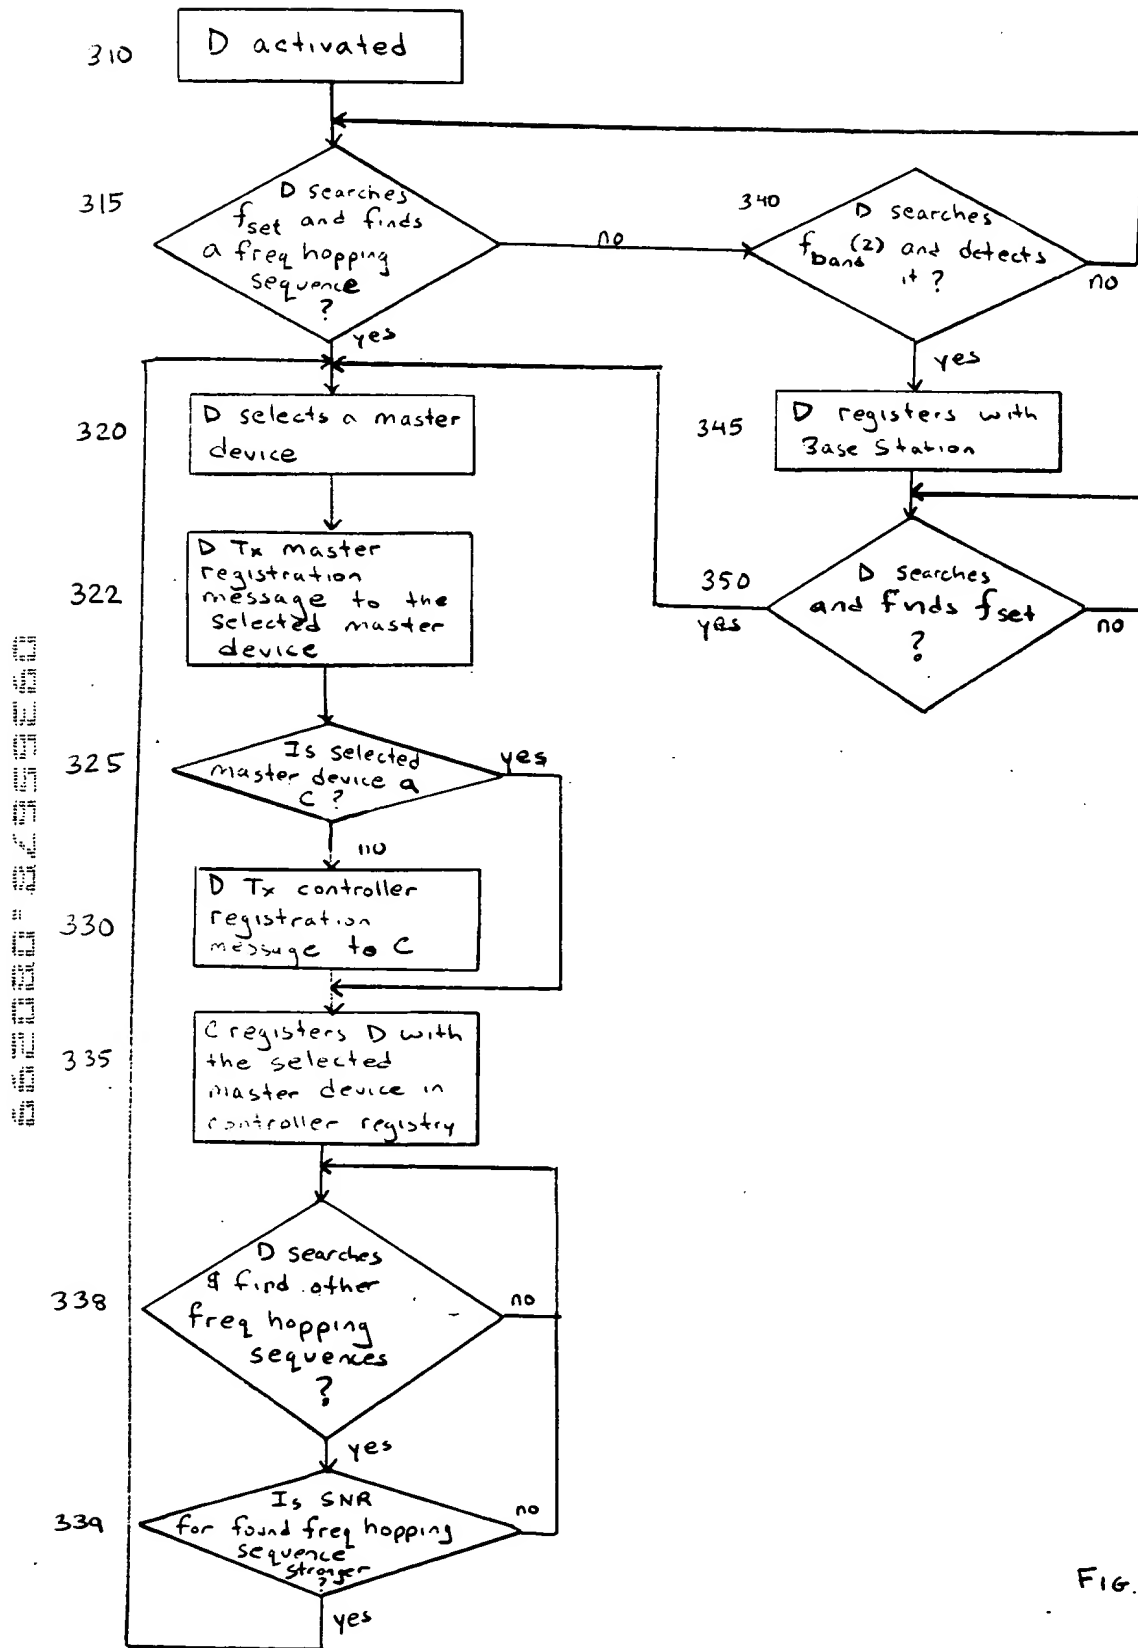 310
D activated
315
D searches
fset and finds
a freq hopping
sequence
?
no
yes
340
D searches
fband(2) and detects
it ?
no
yes
320
D selects a master
device
345
D registers with
Base Station
322
D Tx master
registration
message to the
selected master
device
350
D searches
and finds fset
?
yes
no
325
Is selected
master device a
C ?
yes
no
330
D Tx controller
registration
message to C
335
C registers D with
the selected
master device in
controller registry
338
D searches
& find other
freq hopping
sequences
?
no
yes
339
Is SNR
for found freq hopping
sequence
stronger
?
no
yes
FIG.